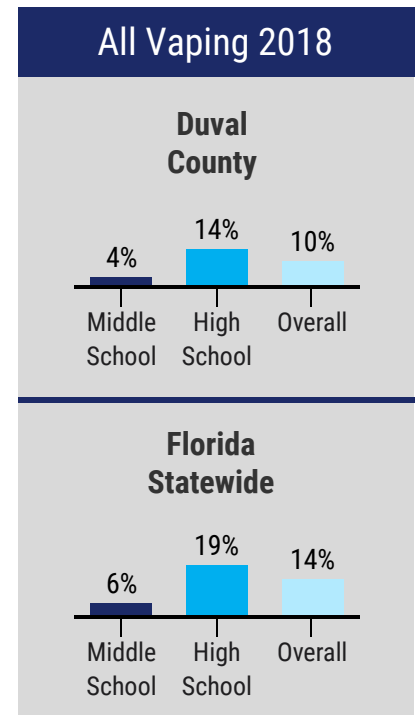 All Vaping 2018
Duval
County
4%
14%
10%
Middle
School
High
School
Overall
Florida
Statewide
6%
19%
14%
Middle
School
High
School
Overall